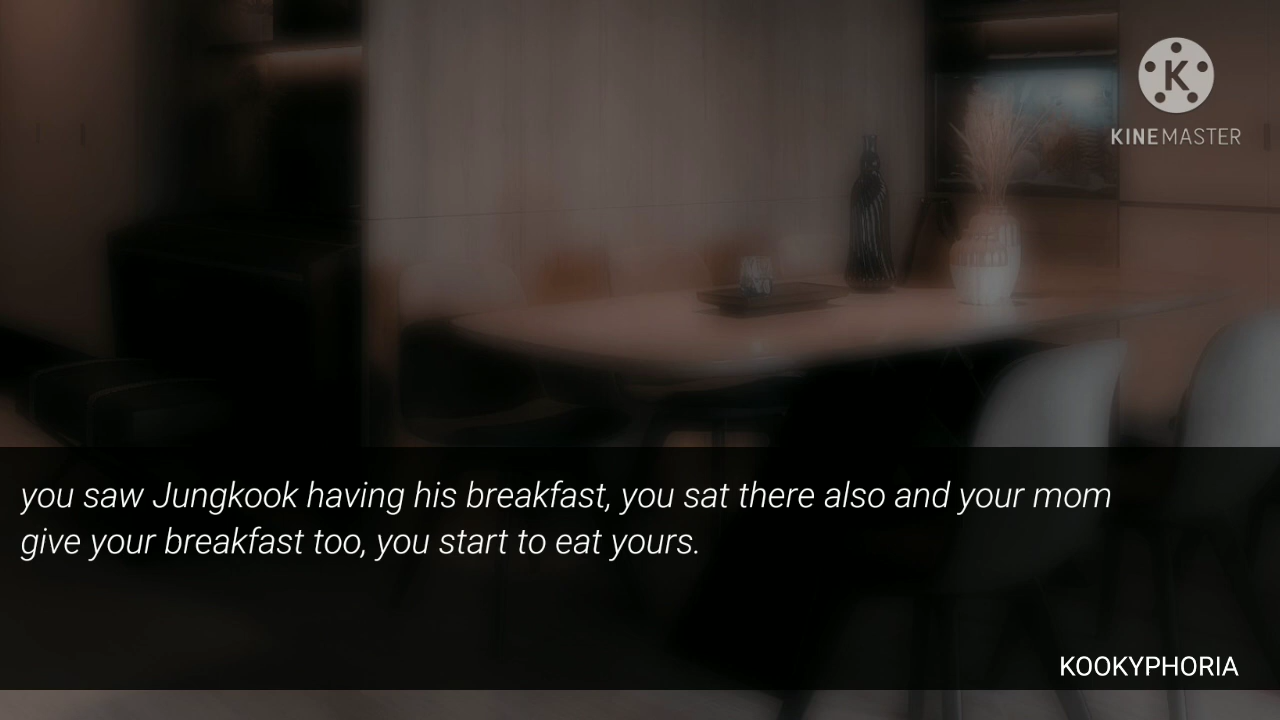 K
KINEMASTER
you saw Jungkook having his breakfast, you sat there also and your mom
give your breakfast too, you start to eat yours.
KOOKYPHORIA